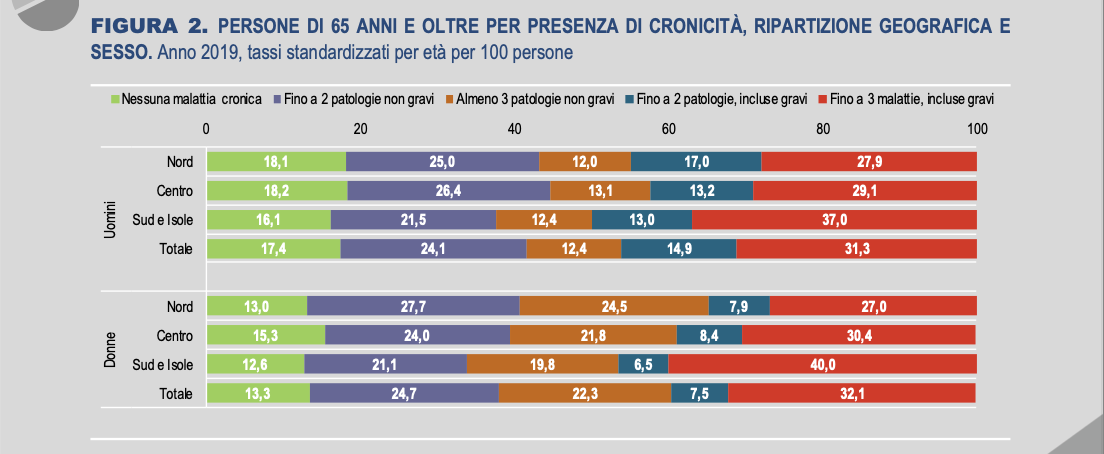 FIGURA 2. PERSONE DI 65 ANNI E OLTRE PER PRESENZA DI CRONICITÀ, RIPARTIZIONE GEOGRAFICA E
SESSO. Anno 2019, tassi standardizzati per età per 100 persone
Nessuna malattia cronica Fino a 2 patologie non gravi Almeno 3 patologie non gravi Fino a 2 patologie, incluse gravi Fino a 3 malattie, incluse gravi
0 20 40 60 80 100
Uomini
Nord 18,1 25,0 12,0 17,0 27,9
Centro 18,2 26,4 13,1 13,2 29,1
Sud e Isole 16,1 21,5 12,4 13,0 37,0
Totale 17,4 24,1 12,4 14,9 31,3
Donne
Nord 13,0 27,7 24,5 7,9 27,0
Centro 15,3 24,0 21,8 8,4 30,4
Sud e Isole 12,6 21,1 19,8 6,5 40,0
Totale 13,3 24,7 22,3 7,5 32,1